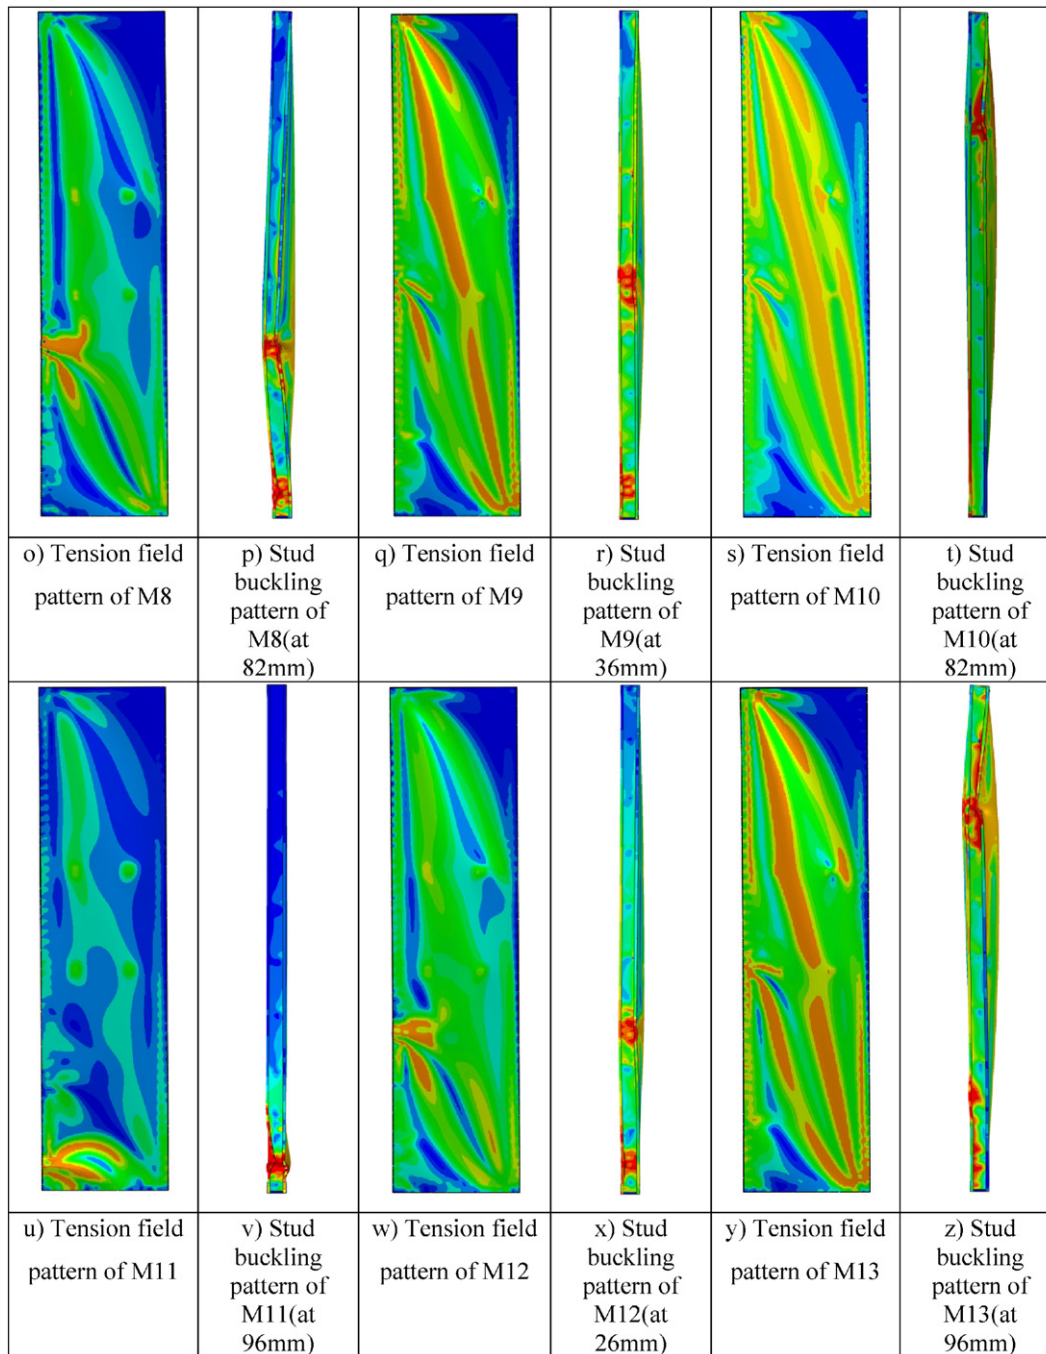 o) Tension field
pattern of M8
p) Stud
buckling
pattern of
M8(at
82mm)
q) Tension field
pattern of M9
r) Stud
buckling
pattern of
M9(at
36mm)
s) Tension field
pattern of M10
t) Stud
buckling
pattern of
M10(at
82mm)
u) Tension field
pattern of M11
v) Stud
buckling
pattern of
M11(at
96mm)
w) Tension field
pattern of M12
x) Stud
buckling
pattern of
M12(at
26mm)
y) Tension field
pattern of M13
z) Stud
buckling
pattern of
M13(at
96mm)